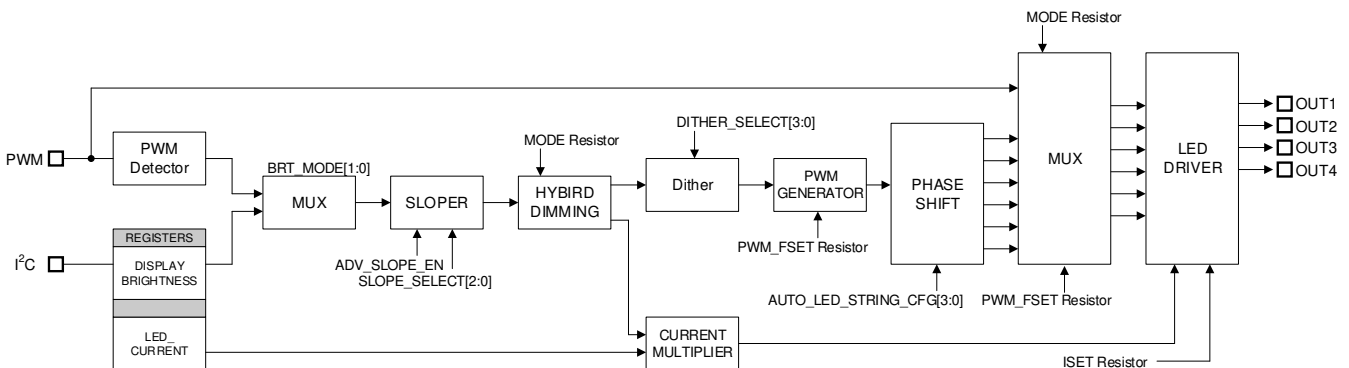 MODE Resistor
PWM
PWM
Detector
BRT_MODE[1:0]
MUX
SLOPER
ADV_SLOPE_EN
SLOPE_SELECT[2:0]
MODE Resistor
HYBIRD
DIMMING
DITHER_SELECT[3:0]
Dither
PWM
GENERATOR
PWM_FSET Resistor
PHASE
SHIFT
AUTO_LED_STRING_CFG[3:0]
MUX
PWM_FSET Resistor
LED
DRIVER
OUT1
OUT2
OUT3
OUT4
I²C
REGISTERS
DISPLAY
BRIGHTNESS
LED_
CURRENT
CURRENT
MULTIPLIER
ISET Resistor